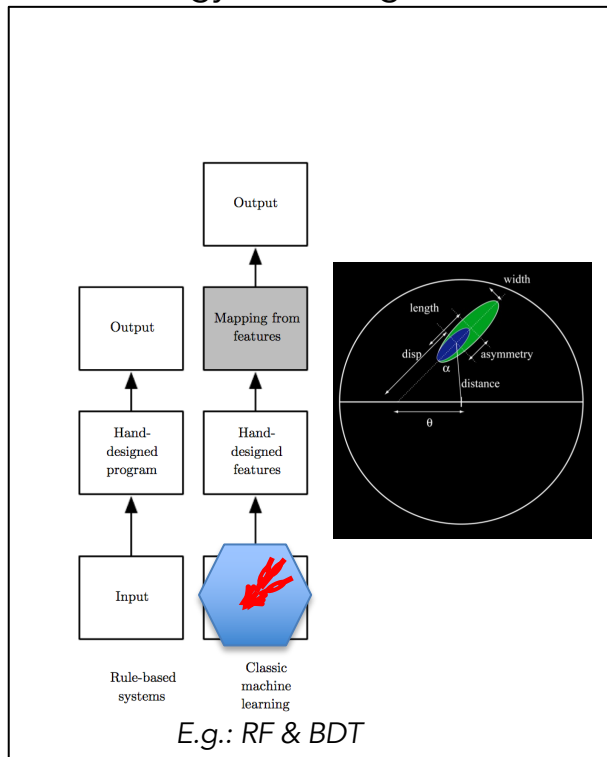 Output
Mapping from
features
Output
Hand-
designed
program
Hand-
designed
features
Input
Rule-based
systems
Classic
machine
learning
E.g.: RF & BDT
width
length
disp
asymmetry
α
distance
θ